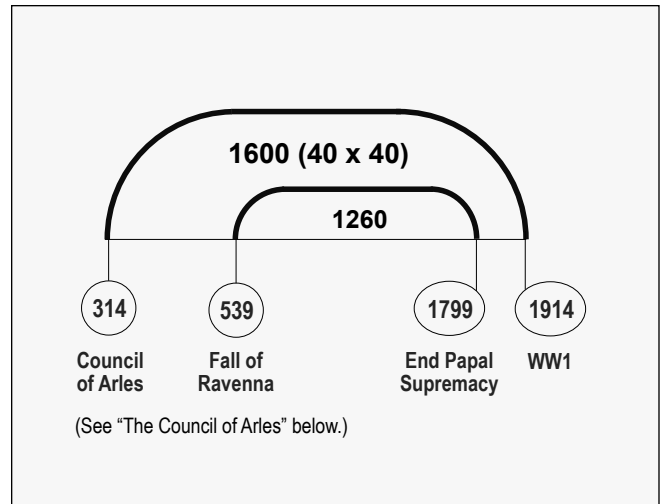 1600 (40 x 40)
1260
314
539
1799
1914
Council
of Arles
Fall of
Ravenna
End Papal
Supremacy
WW1
(See “The Council of Arles” below.)